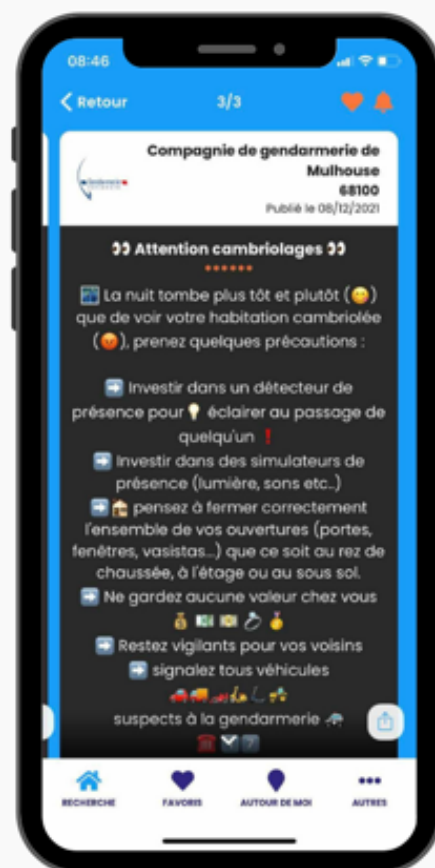 08:46
Retour 3/3
Compagnie de gendarmerie de
Mulhouse
68100
Publié le 08/12/2021
👀 Attention cambriolages 👀
🌃 La nuit tombe plus tôt et plutôt (😊)
que de voir votre habitation cambriolée
(😡), prenez quelques précautions :
➡️ Investir dans un détecteur de
présence pour 💡 éclairer au passage de
quelqu'un ❗
➡️ Investir dans des simulateurs de
présence (lumière, sons etc..)
➡️ 🏠 pensez à fermer correctement
l'ensemble de vos ouvertures (portes,
fenêtres, vasistas...) que ce soit au rez de
chaussée, à l'étage ou au sous sol.
➡️ Ne gardez aucune valeur chez vous
➡️ Restez vigilants pour vos voisins
➡️ signalez tous véhicules
suspects à la gendarmerie
RECHERCHE FAVORIS AUTOUR DE MOI AUTRES